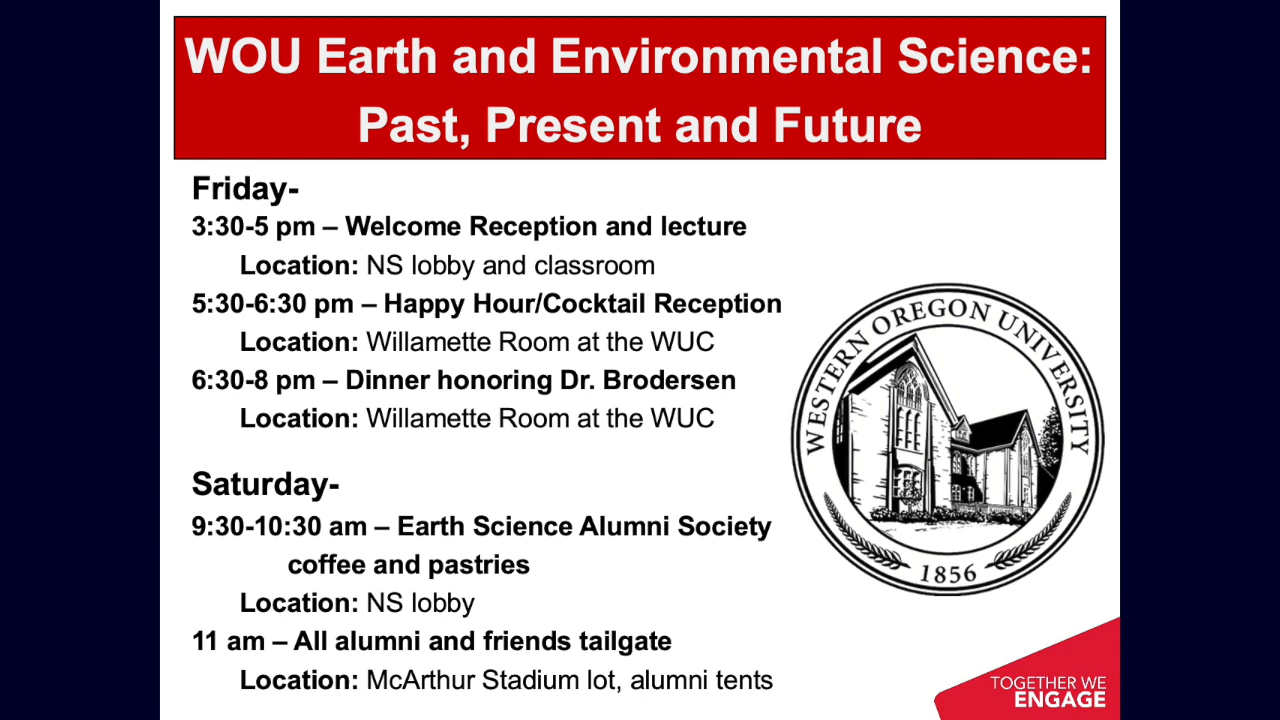 WOU Earth and Environmental Science:
Past, Present and Future
Friday-
3:30-5 pm – Welcome Reception and lecture
Location: NS lobby and classroom
5:30-6:30 pm – Happy Hour/Cocktail Reception
Location: Willamette Room at the WUC
6:30-8 pm – Dinner honoring Dr. Brodersen
Location: Willamette Room at the WUC
Saturday-
9:30-10:30 am – Earth Science Alumni Society
coffee and pastries
Location: NS lobby
11 am – All alumni and friends tailgate
Location: McArthur Stadium lot, alumni tents
WESTERN OREGON UNIVERSITY
1856
TOGETHER WE
ENGAGE